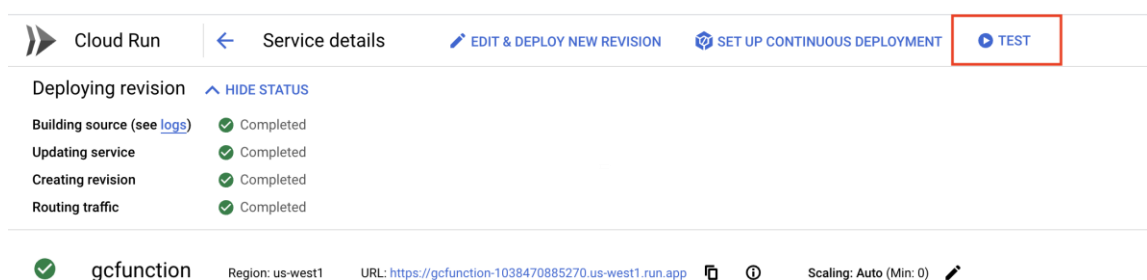 Cloud Run Service details EDIT & DEPLOY NEW REVISION SET UP CONTINUOUS DEPLOYMENT TEST
Deploying revision HIDE STATUS
Building source (see logs) Completed
Updating service Completed
Creating revision Completed
Routing traffic Completed
gcfunction Region: us-west1 URL: https://gcfunction-1038470885270.us-west1.run.app Scaling: Auto (Min: 0)